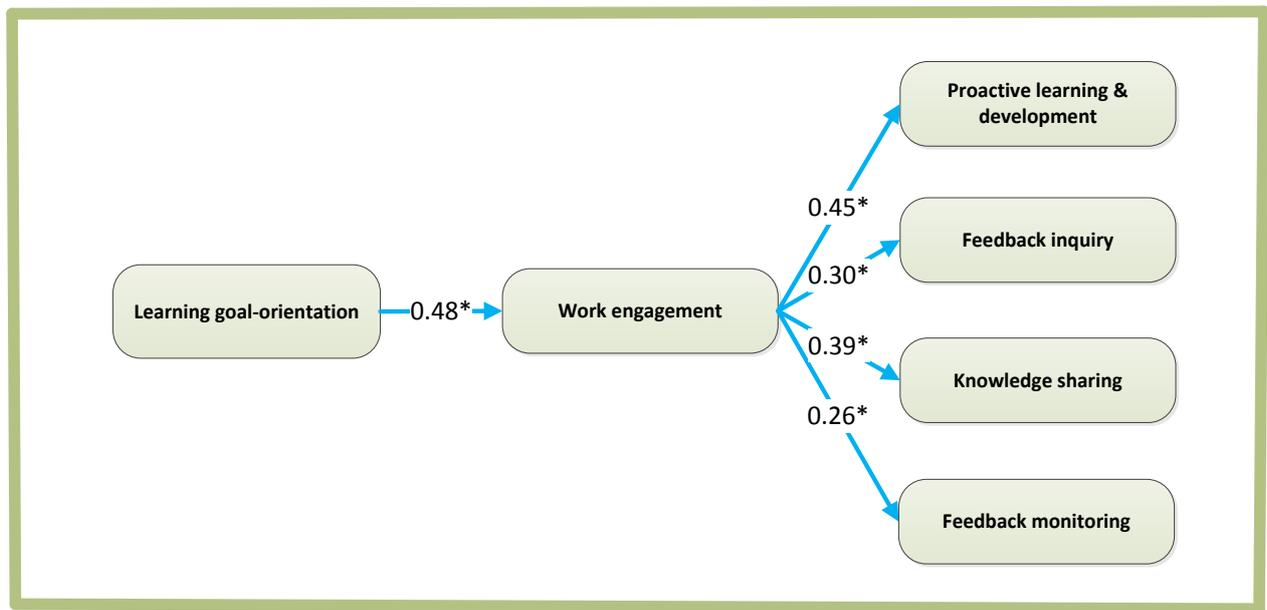 Proactive learning &
development
0.45*
Feedback inquiry
0.30*
Learning goal-orientation
0.48*
Work engagement
0.39*
Knowledge sharing
0.26*
Feedback monitoring